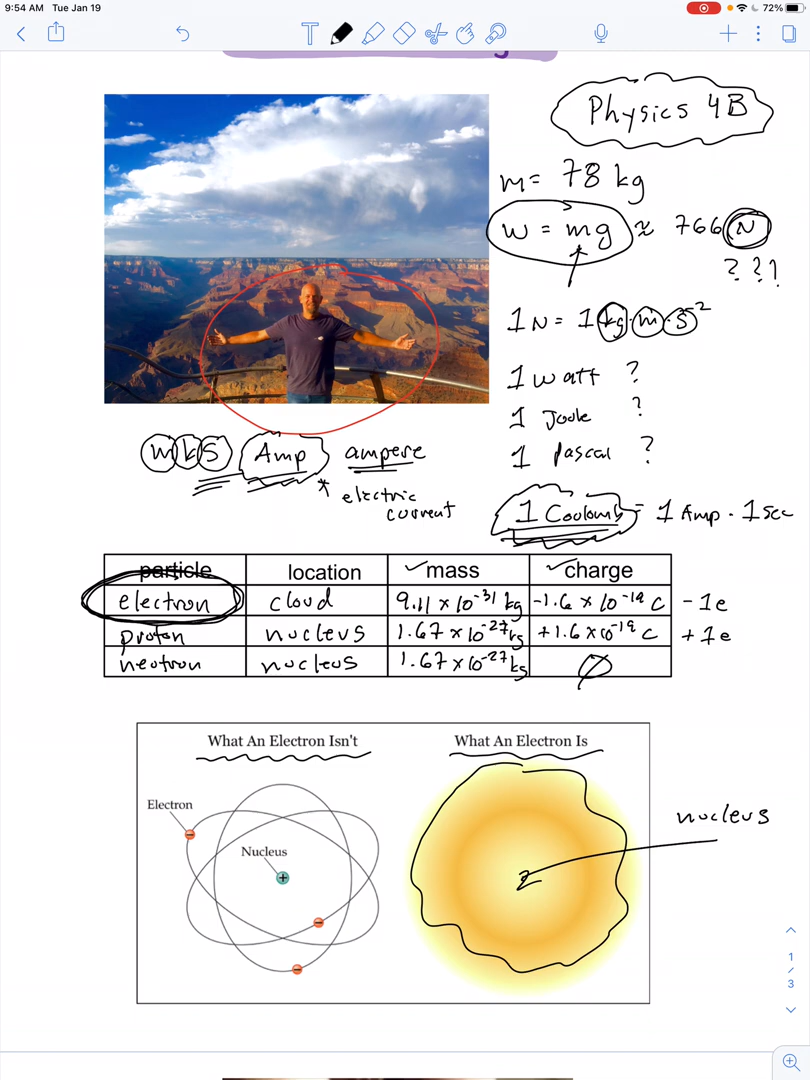 9:54 AM Tue Jan 19
72%
T
Physics 4B
m = 78 kg
w = mg ≈ 766 N
???
1 N = 1 kg · m · s²
1 watt ?
1 Joule ?
1 Pascal ?
mks Amp ampere
* electric
current
1 Coulomb = 1 Amp · 1 sec
particle location ✓mass ✓charge
electron cloud 9.11 × 10⁻³¹ kg -1.6 × 10⁻¹⁹ C - 1e
proton nucleus 1.67 × 10⁻²⁷ kg +1.6 × 10⁻¹⁹ C + 1e
neutron nucleus 1.67 × 10⁻²⁷ kg ∅
What An Electron Isn't
What An Electron Is
Electron
Nucleus
+
−
−
−
nucleus
1
/
3